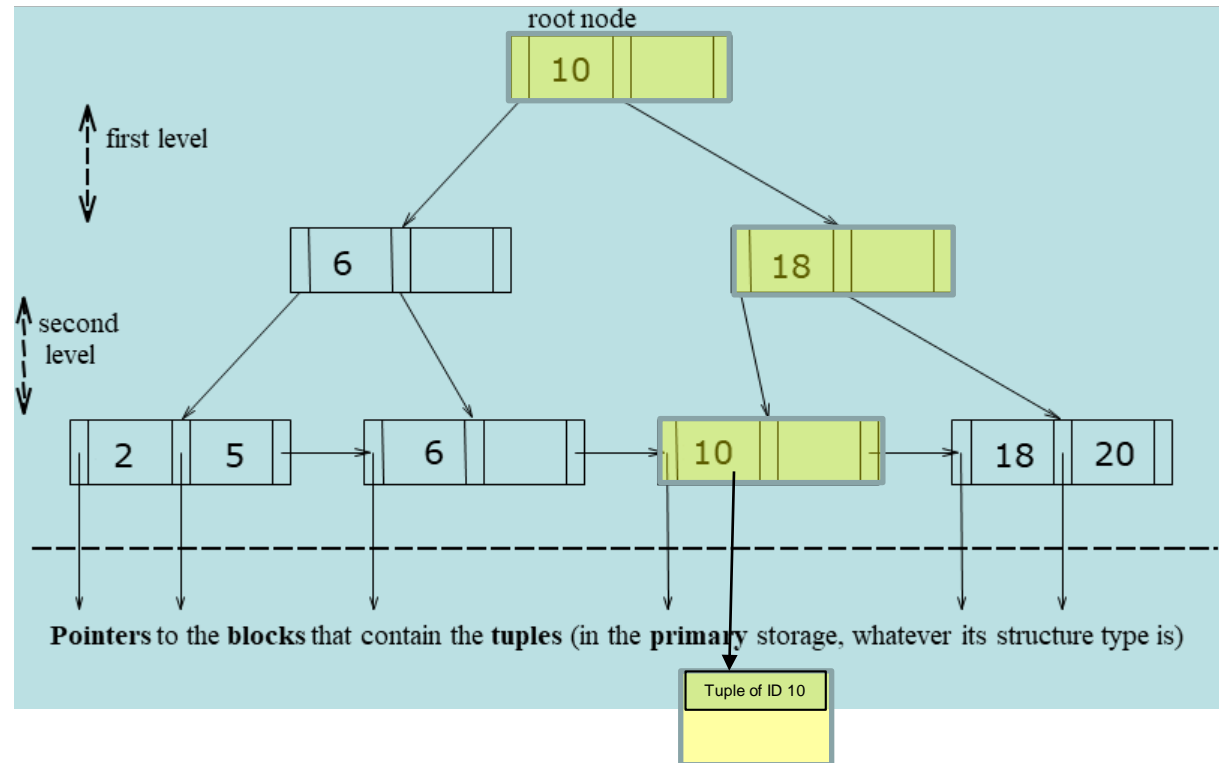 root node
10
first level
6
18
second
level
2 5 6 10 18 20
Pointers to the blocks that contain the tuples (in the primary storage, whatever its structure type is)
Tuple of ID 10